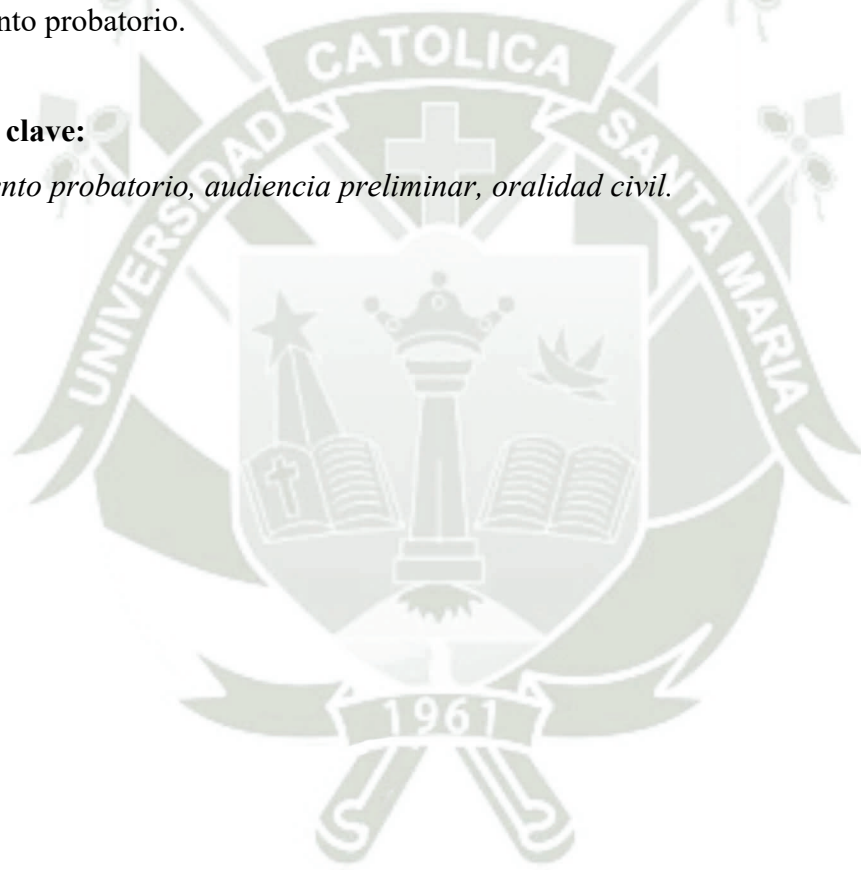 nto probatorio.
clave:
nto probatorio, audiencia preliminar, oralidad civil.
UNIVERSIDAD CATOLICA SANTA MARIA
1961